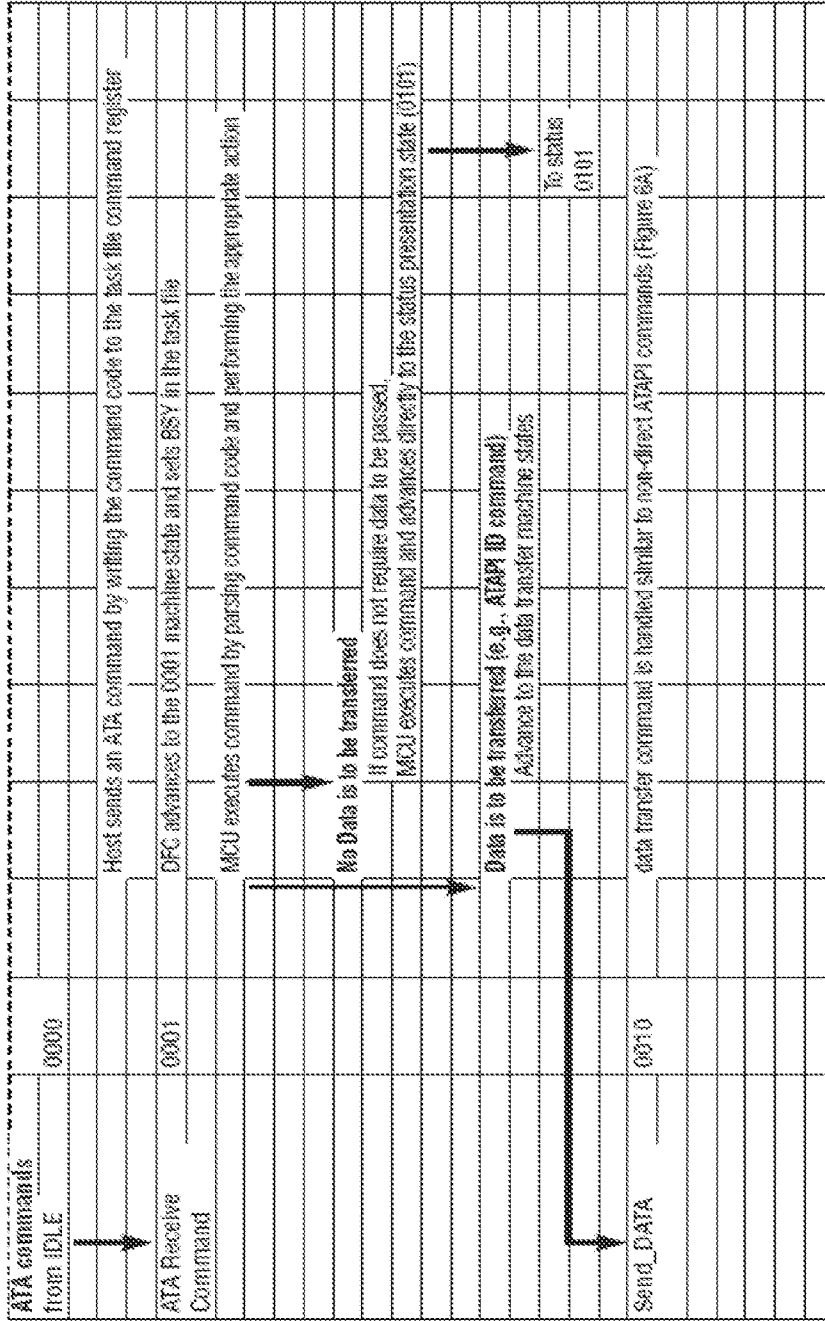 ATA commands
from IDLE 0000
Host sends an ATA command by writing the command code to the task file command register
ATA Receive 0001 DFC advances to the 0001 machine state and sets BSY in the task file
Command
MCU executes command by parsing command code and performing the appropriate action
No Data is to be transferred
If command does not require data to be passed,
MCU executes command and advances directly to the status presentation state (0101)
Data is to be transferred (e.g., ATAPI ID command)
Advance to the data transfer machine states
To status
0101
Send_DATA 0010 data transfer command is handled similar to non-direct ATAPI commands (Figure 6A)